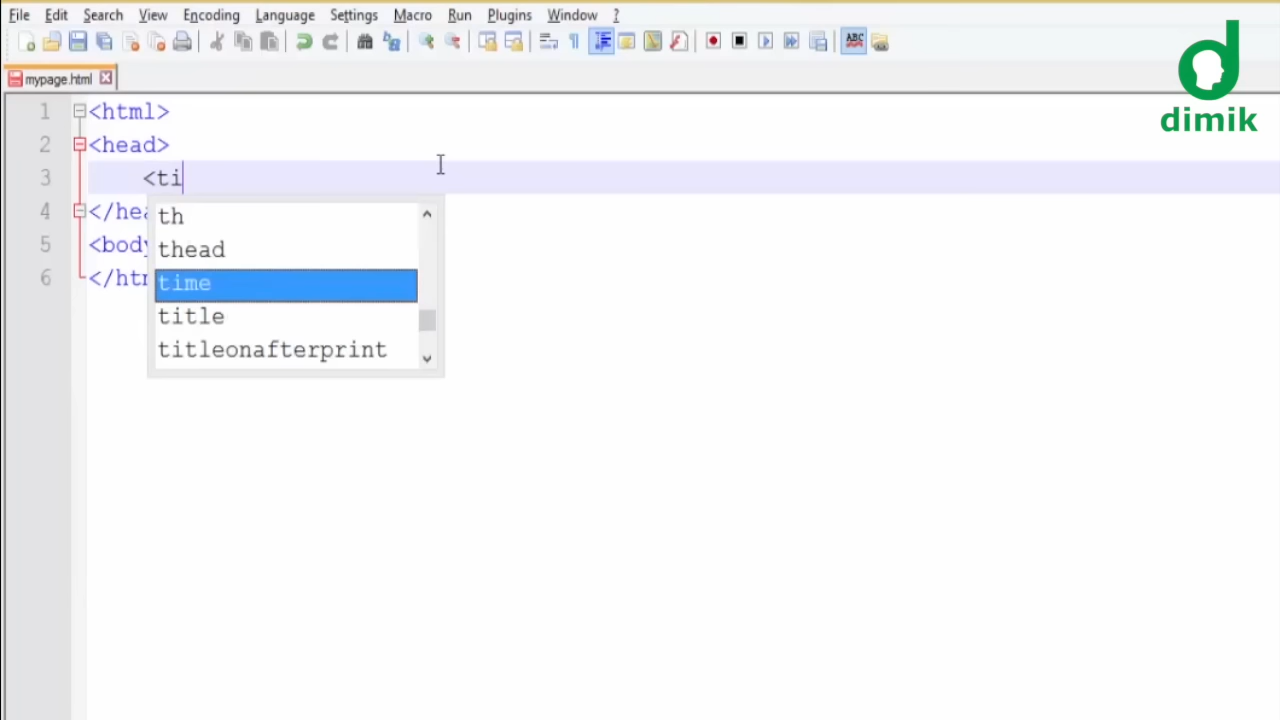 File Edit Search View Encoding Language Settings Macro Run Plugins Window ?
ABC
dimik
mypage.html
1 <html>
2 <head>
3 <ti
4 </hea
5 <body
6 </htm
th
thead
time
title
titleonafterprint